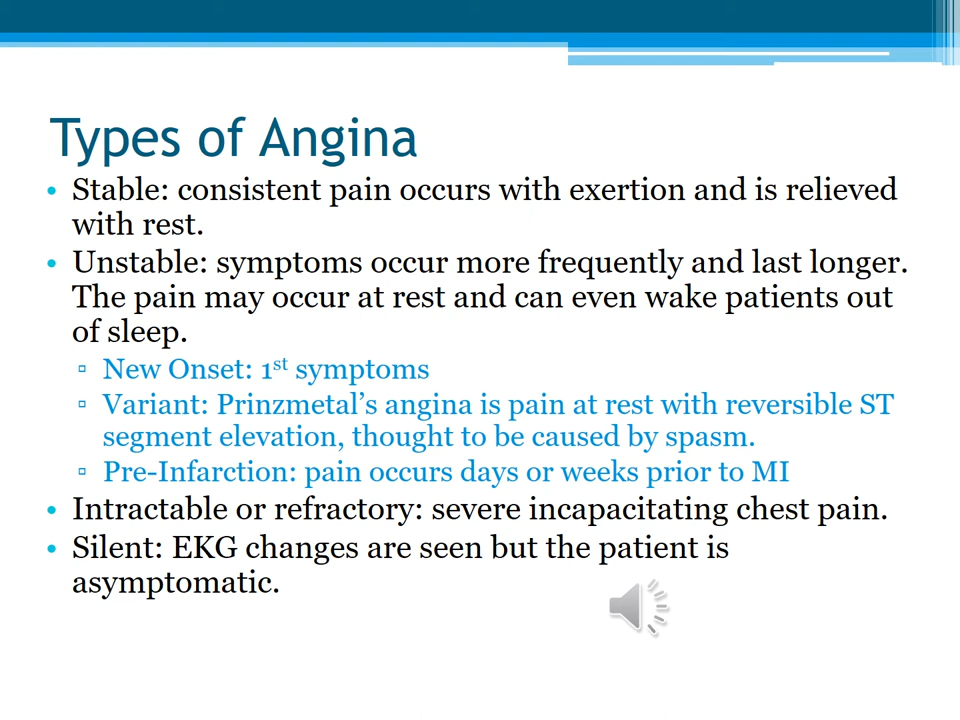 Types of Angina
• Stable: consistent pain occurs with exertion and is relieved
with rest.
• Unstable: symptoms occur more frequently and last longer.
The pain may occur at rest and can even wake patients out
of sleep.
▫ New Onset: 1st symptoms
▫ Variant: Prinzmetal’s angina is pain at rest with reversible ST
segment elevation, thought to be caused by spasm.
▫ Pre-Infarction: pain occurs days or weeks prior to MI
• Intractable or refractory: severe incapacitating chest pain.
• Silent: EKG changes are seen but the patient is
asymptomatic.